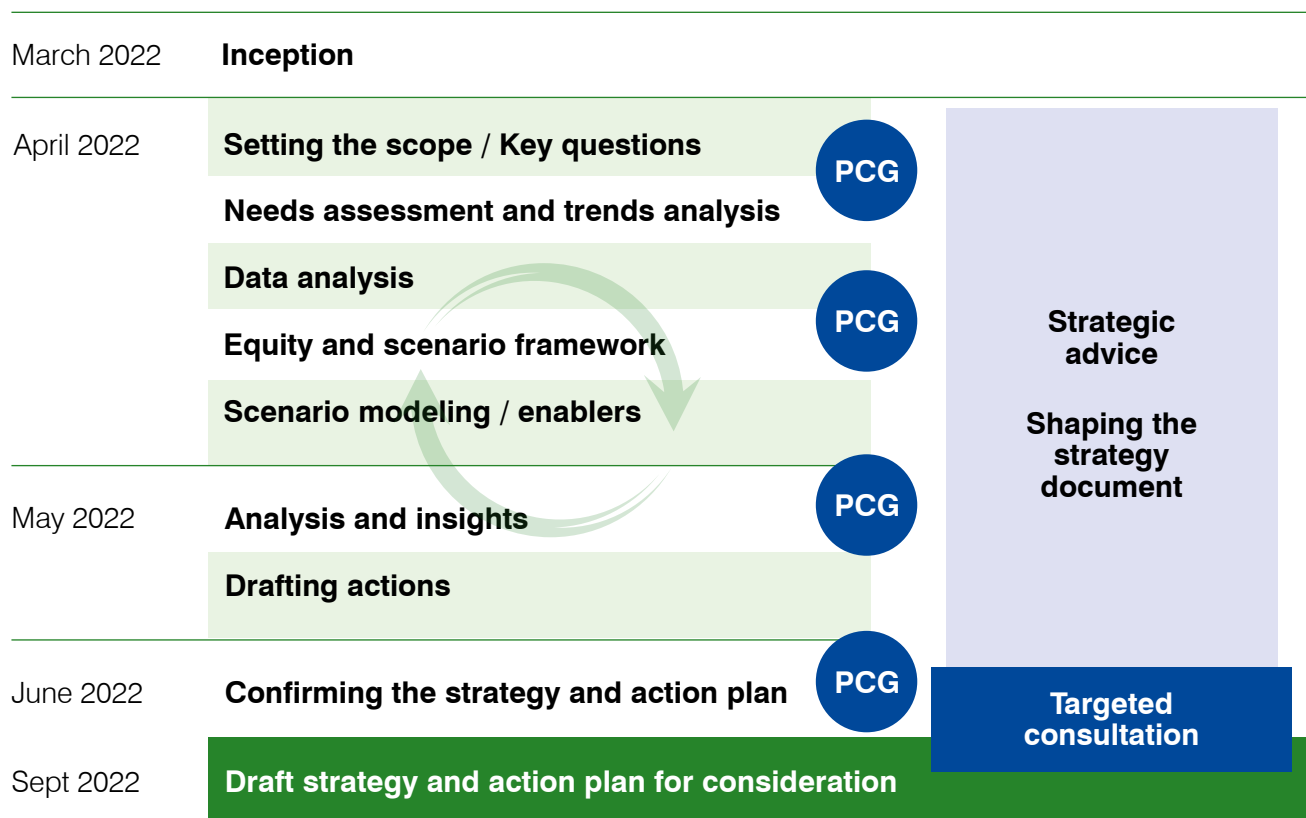 March 2022
Inception
April 2022
Setting the scope / Key questions
PCG
Needs assessment and trends analysis
Data analysis
PCG
Equity and scenario framework
Scenario modeling / enablers
Strategic
advice
Shaping the
strategy
document
May 2022
Analysis and insights
PCG
Drafting actions
June 2022
Confirming the strategy and action plan
PCG
Targeted
consultation
Sept 2022
Draft strategy and action plan for consideration